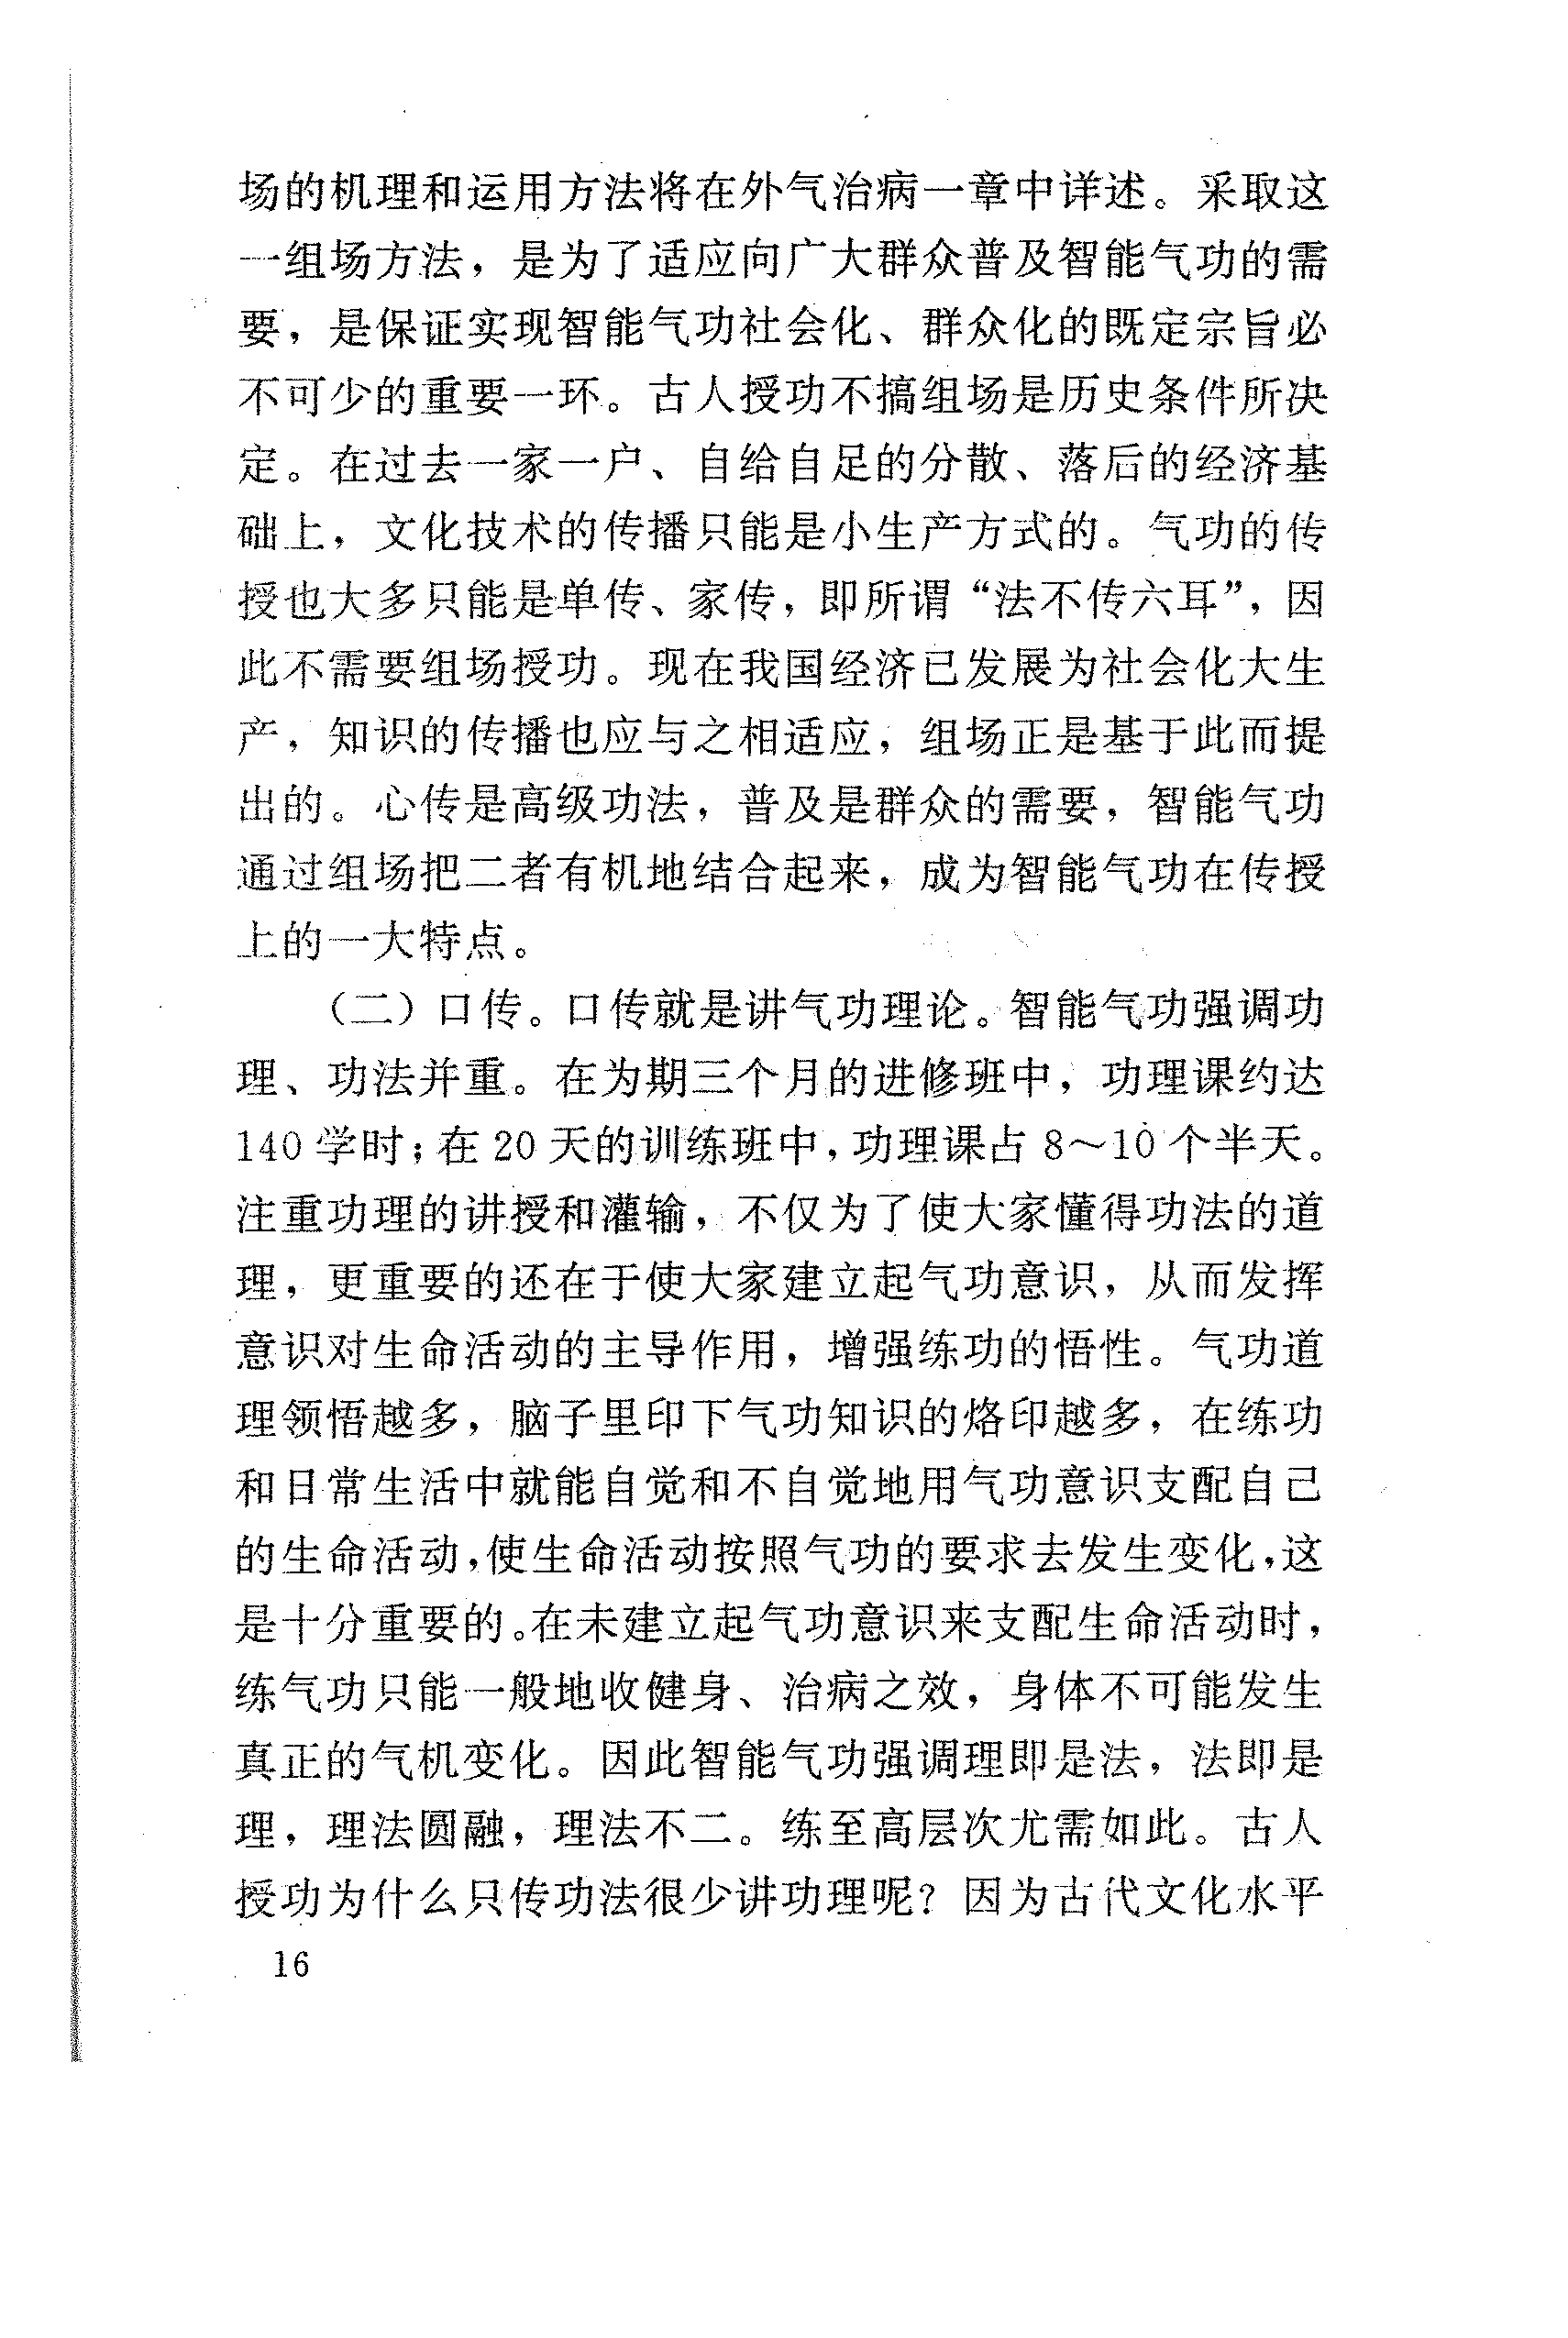 场的机理和运用方法将在外气治病一章中详述。采取这
一组场方法，是为了适应向广大群众普及智能气功的需
要，是保证实现智能气功社会化、群众化的既定宗旨必
不可少的重要一环。古人授功不搞组场是历史条件所决
定。在过去一家一户、自给自足的分散、落后的经济基
础上，文化技术的传播只能是小生产方式的。气功的传
授也大多只能是单传、家传，即所谓“法不传六耳”，因
此不需要组场授功。现在我国经济已发展为社会化大生
产，知识的传播也应与之相适应，组场正是基于此而提
出的。心传是高级功法，普及是群众的需要，智能气功
通过组场把二者有机地结合起来，成为智能气功在传授
上的一大特点。
（二）口传。口传就是讲气功理论。智能气功强调功
理、功法并重。在为期三个月的进修班中，功理课约达
140学时；在20天的训练班中，功理课占8～10个半天。
注重功理的讲授和灌输，不仅为了使大家懂得功法的道
理，更重要的还在于使大家建立起气功意识，从而发挥
意识对生命活动的主导作用，增强练功的悟性。气功道
理领悟越多，脑子里印下气功知识的烙印越多，在练功
和日常生活中就能自觉和不自觉地用气功意识支配自己
的生命活动，使生命活动按照气功的要求去发生变化，这
是十分重要的。在未建立起气功意识来支配生命活动时，
练气功只能一般地收健身、治病之效，身体不可能发生
真正的气机变化。因此智能气功强调理即是法，法即是
理，理法圆融，理法不二。练至高层次尤需如此。古人
授功为什么只传功法很少讲功理呢？因为古代文化水平
16